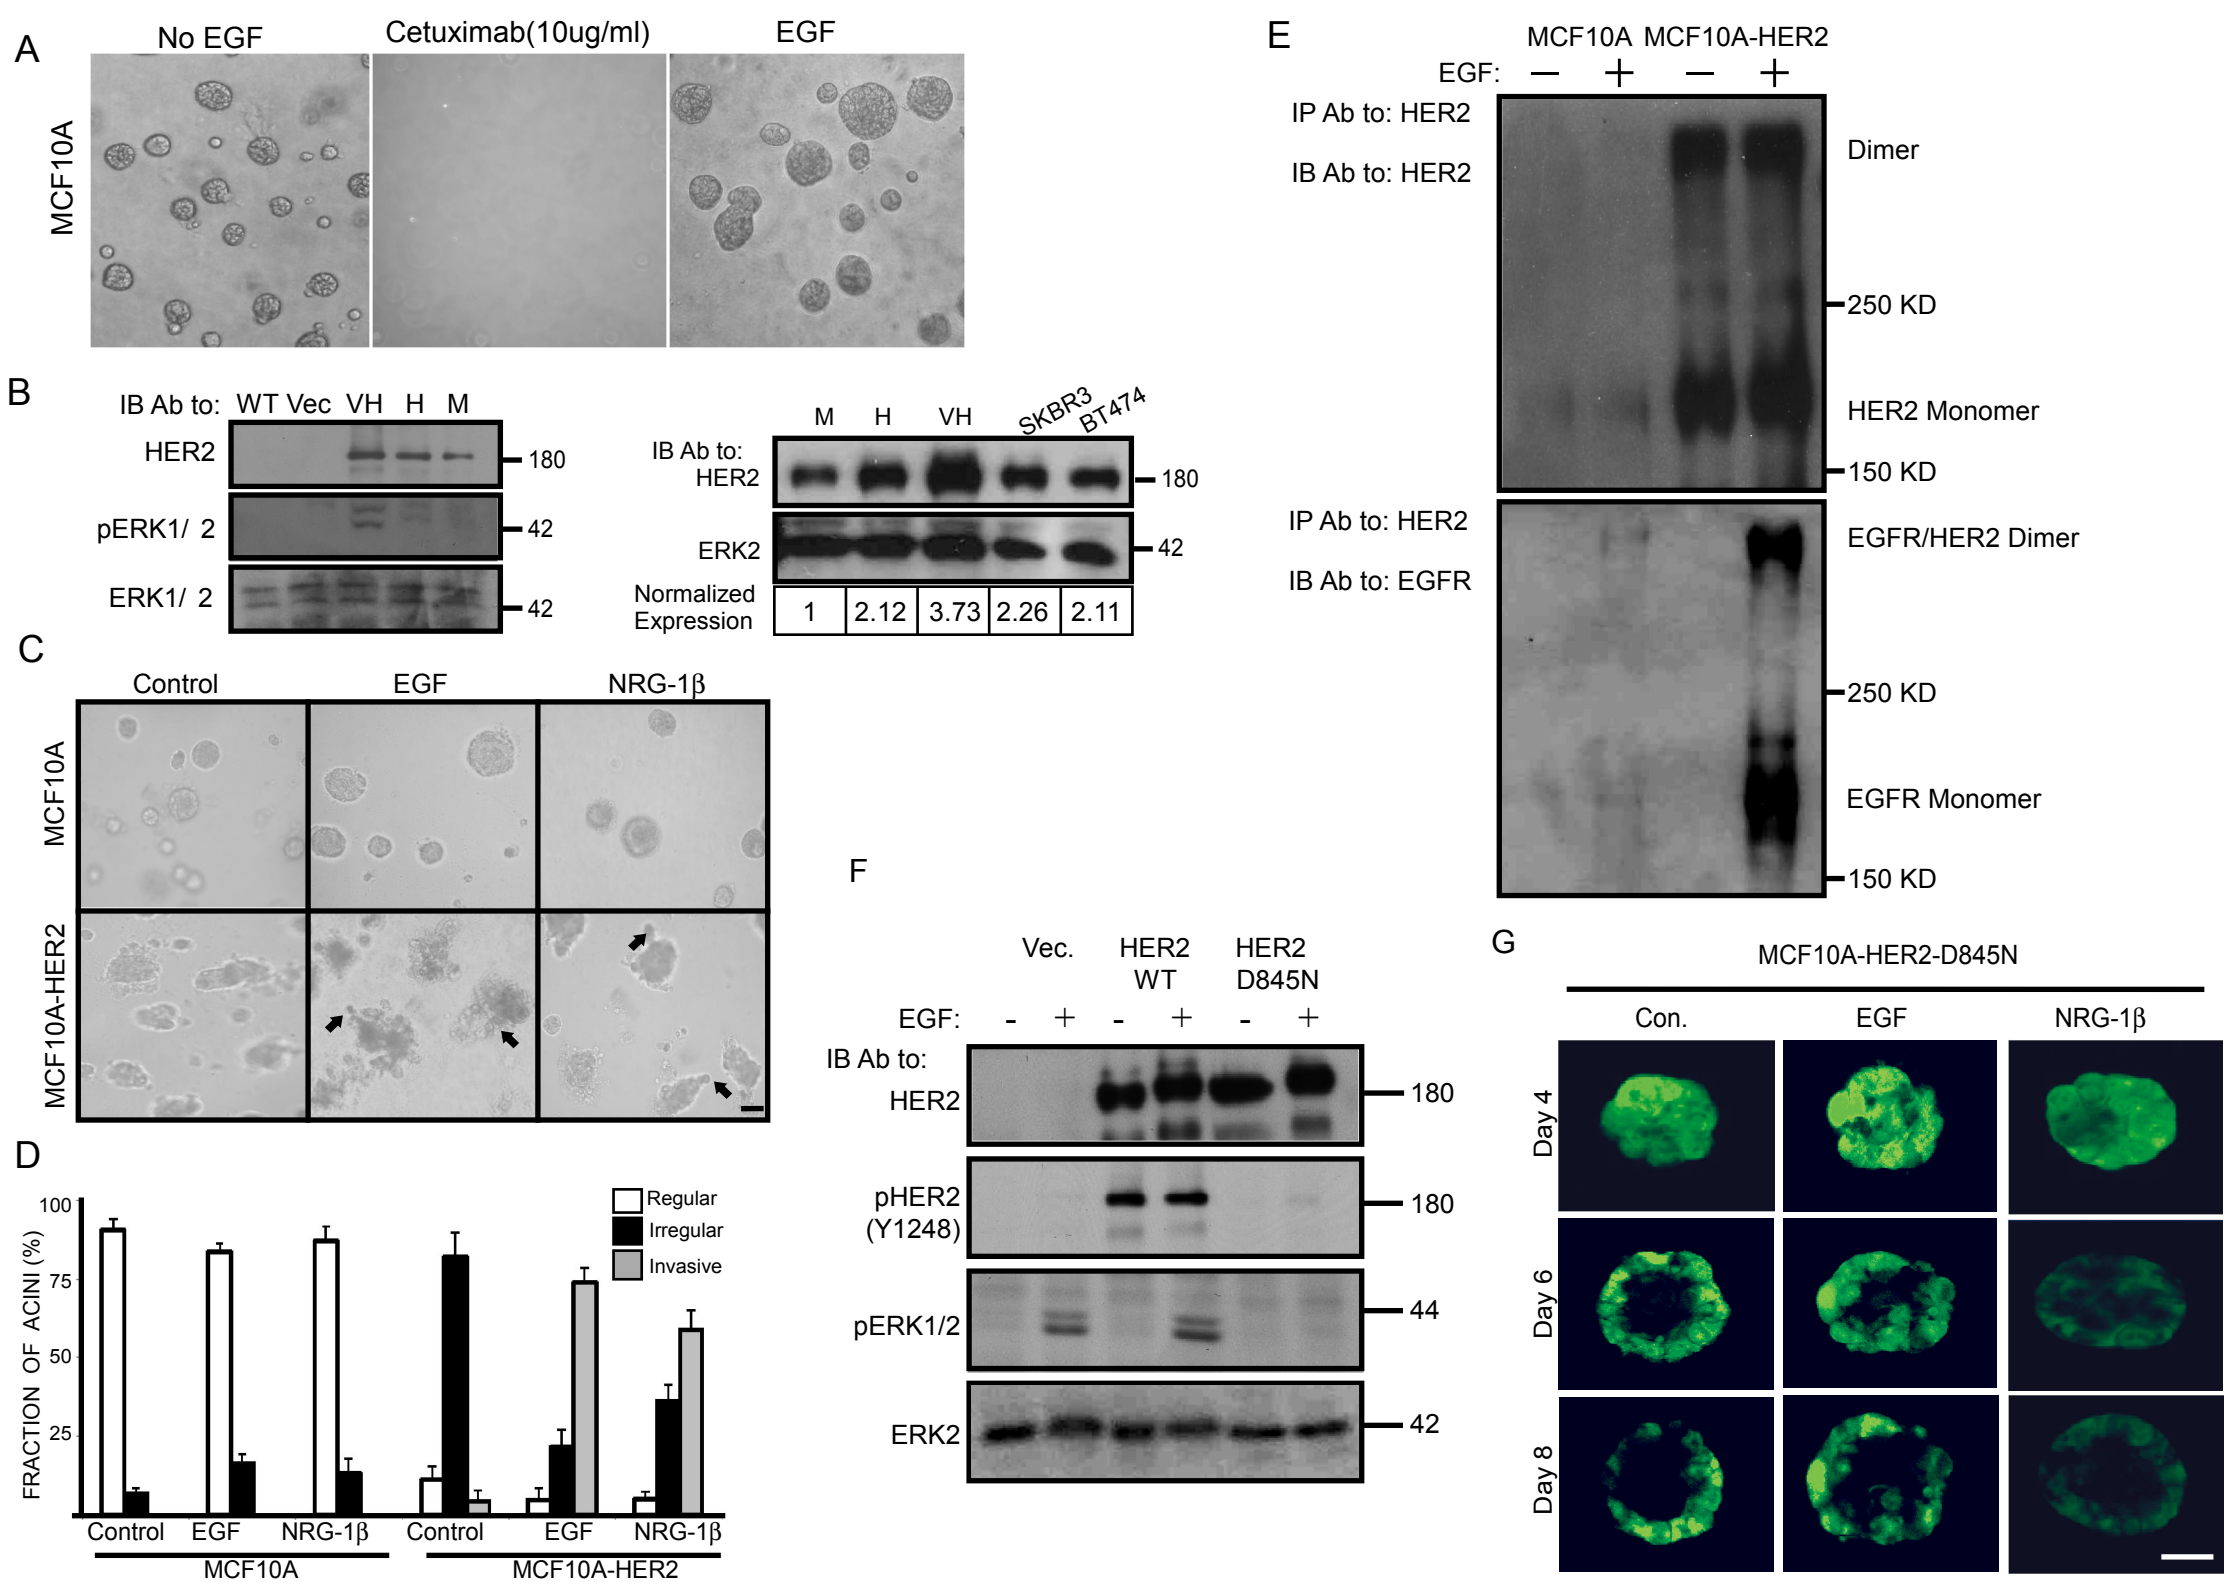 A
No EGF
Cetuximab(10ug/ml)
EGF
MCF10A
B
IB Ab to: WT Vec VH H M
HER2
180
pERK1/ 2
42
ERK1/ 2
42
M H VH SKBR3 BT474
IB Ab to:
HER2
180
ERK2
42
Normalized
Expression
1 2.12 3.73 2.26 2.11
C
Control EGF NRG-1β
MCF10A
MCF10A-HER2
D
FRACTION OF ACINI (%)
100
75
50
25
Regular
Irregular
Invasive
Control EGF NRG-1β Control EGF NRG-1β
MCF10A MCF10A-HER2
E
MCF10A MCF10A-HER2
EGF: — + — +
IP Ab to: HER2
IB Ab to: HER2
Dimer
250 KD
HER2 Monomer
150 KD
IP Ab to: HER2
IB Ab to: EGFR
EGFR/HER2 Dimer
250 KD
EGFR Monomer
150 KD
F
Vec. HER2 HER2
WT D845N
EGF: - + - + - +
IB Ab to:
HER2
180
pHER2
(Y1248)
180
pERK1/2
44
ERK2
42
G
MCF10A-HER2-D845N
Con. EGF NRG-1β
Day 4
Day 6
Day 8